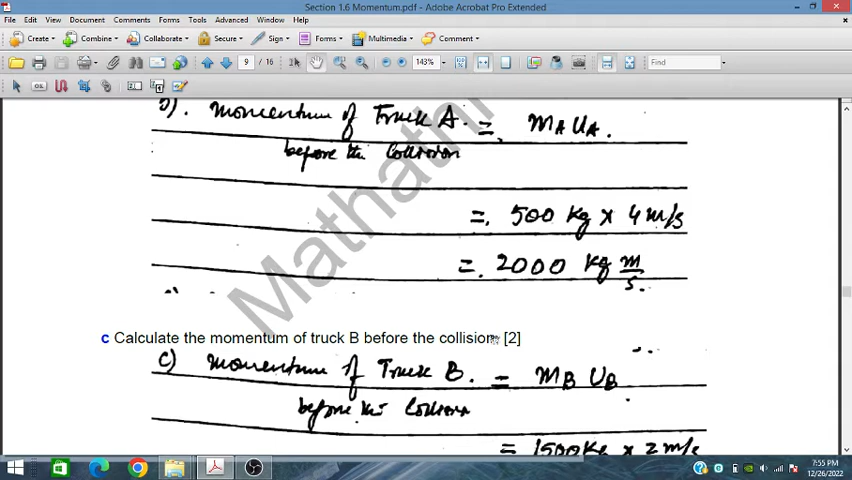 Section 1.6 Momentum.pdf - Adobe Acrobat Pro Extended
File Edit View Document Comments Forms Tools Advanced Window Help
Create Combine Collaborate Secure Sign Forms Multimedia Comment
9 / 16 143% Find
b). Momentum of Truck A. = MA UA.
before the Collision
=. 500 Kg x 4 m/s
=. 2000 Kg m/s.
Mathath
c Calculate the momentum of truck B before the collision [2]
c) Momentum of Truck B. = MB UB
before the Collision
= 1500 Kg x 2 m/s
7:55 PM
12/26/2022